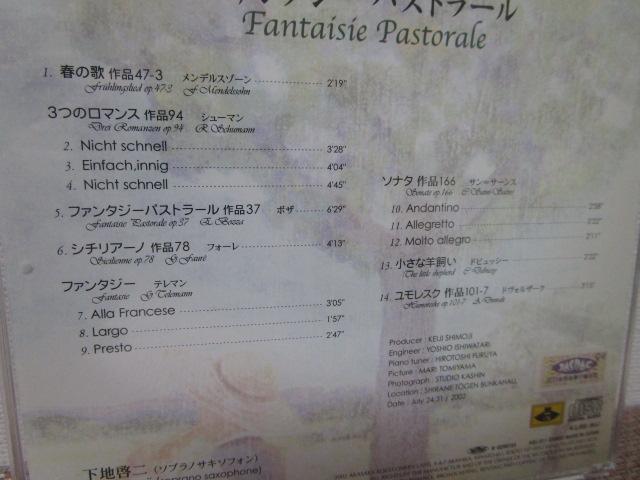 パストラール
Fantaisie Pastorale
1. 春の歌 作品47-3 メンデルスゾーン 2'19"
Frühlingslied op.47-3 F. Mendelssohn
3つのロマンス 作品94 シューマン
Drei Romanzen op.94 R. Schumann
2. Nicht schnell 3'28"
3. Einfach,innig 4'04"
4. Nicht schnell 4'45"
5. ファンタジーパストラール 作品37 ボザ 6'29"
Fantaisie Pastorale op.37 E. Bozza
6. シチリアーノ 作品78 フォーレ 4'13"
Sicilienne op.78 G. Fauré
ファンタジー テレマン
Fantasie G. Telemann
7. Alla Francese 3'05"
8. Largo 1'57"
9. Presto 2'47"
下地啓二 (ソプラノサキソフォン)
(soprano saxophone)
ソナタ 作品166 サン=サーンス
Sonate op.166 C. Saint-Saëns
10. Andantino
11. Allegretto
12. Molto allegro 2'11"
13. 小さな羊飼い ドビュッシー
The little shepherd C. Debussy
14. ユモレスク 作品101-7 ドヴォルザーク
Humoreske op.101-7 A. Dvorak
Producer : KEIJI SHIMOJI
Engineer : YOSHIO ISHIWATARI
Piano tuner : HIROTOSHI FURUYA
Picture : MARI TOMIYAMA
Photograph : STUDIO KASHIN
Location : SHIRANE TOGEN BUNKAHALL
Date : July 24,31 / 2002
JASRAC